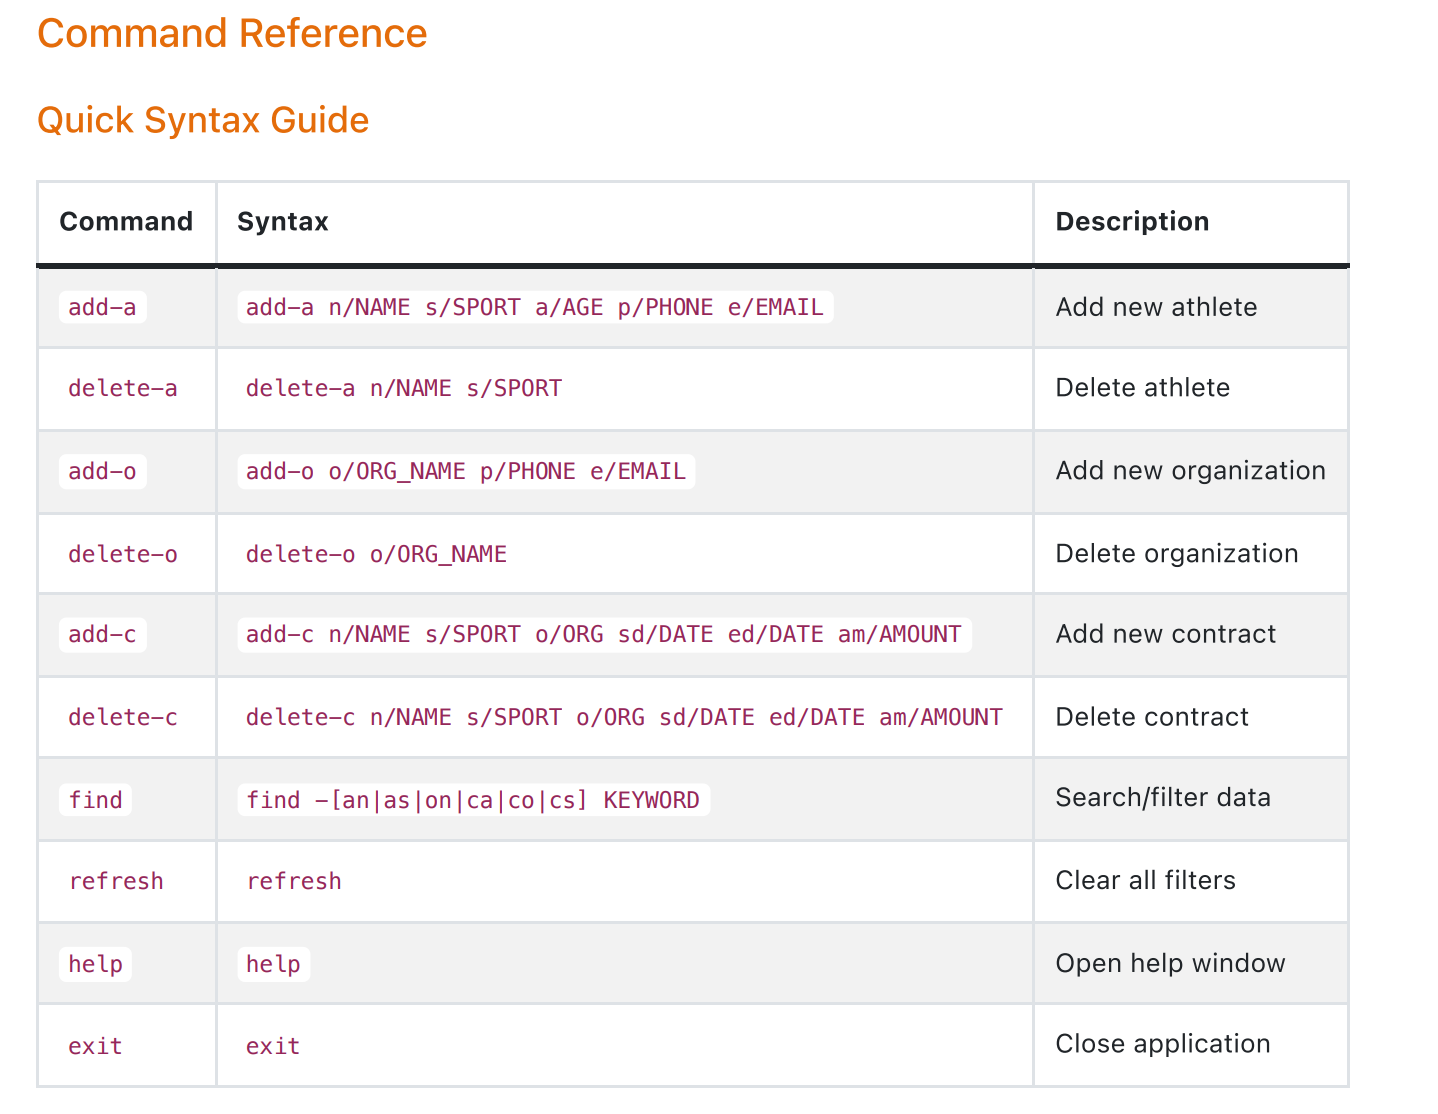 Command Reference
Quick Syntax Guide
Command Syntax Description
add-a add-a n/NAME s/SPORT a/AGE p/PHONE e/EMAIL Add new athlete
delete-a delete-a n/NAME s/SPORT Delete athlete
add-o add-o o/ORG_NAME p/PHONE e/EMAIL Add new organization
delete-o delete-o o/ORG_NAME Delete organization
add-c add-c n/NAME s/SPORT o/ORG sd/DATE ed/DATE am/AMOUNT Add new contract
delete-c delete-c n/NAME s/SPORT o/ORG sd/DATE ed/DATE am/AMOUNT Delete contract
find find -[an|as|on|ca|co|cs] KEYWORD Search/filter data
refresh refresh Clear all filters
help help Open help window
exit exit Close application